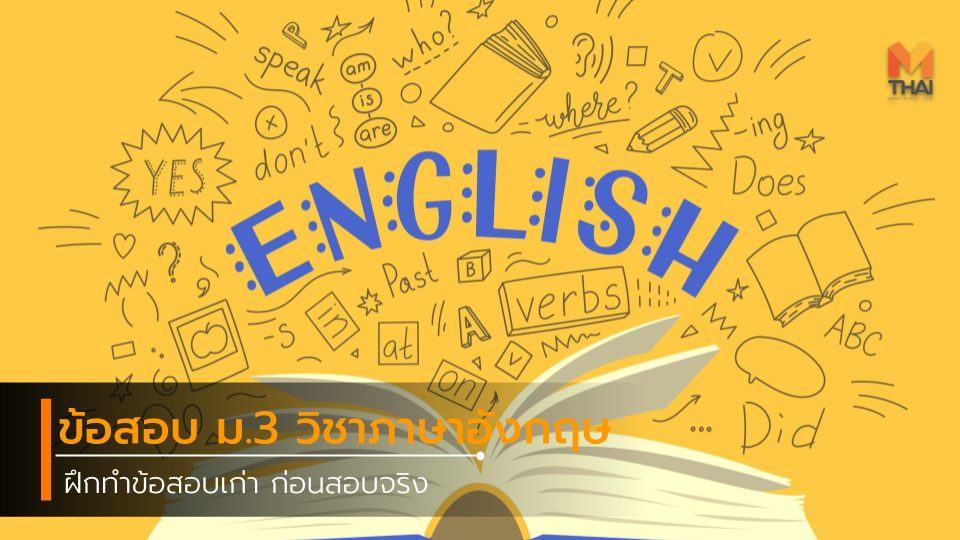 P
speak
am
is
are
who?
where?
T
M
THAI
-ing
YES
don't
ENGLISH
Does
?
Past
B
verbs
( )
-s
in
at
A
on
ABC
Do
Did
ข้อสอบ ม.3 วิชาภาษาอังกฤษ
ฝึกทำข้อสอบเก่า ก่อนสอบจริง